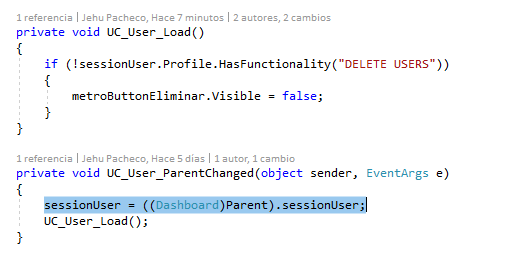 1 referencia | Jehu Pacheco, Hace 7 minutos | 2 autores, 2 cambios
private void UC_User_Load()
{
    if (!sessionUser.Profile.HasFunctionality("DELETE USERS"))
    {
        metroButtonEliminar.Visible = false;
    }
}
1 referencia | Jehu Pacheco, Hace 5 días | 1 autor, 1 cambio
private void UC_User_ParentChanged(object sender, EventArgs e)
{
    sessionUser = ((Dashboard)Parent).sessionUser;
    UC_User_Load();
}